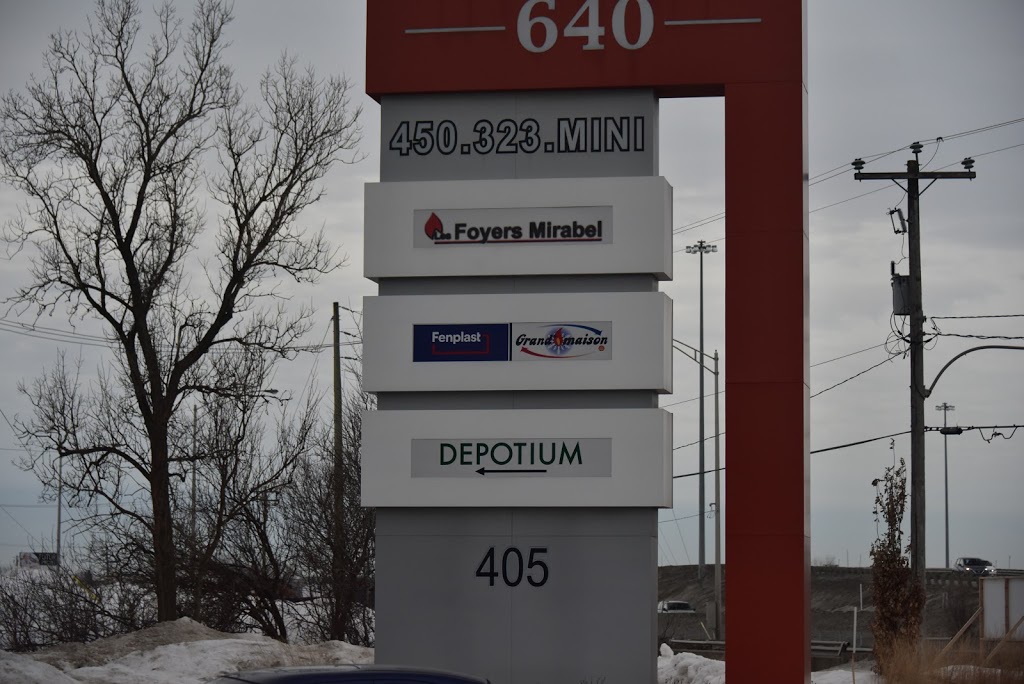 640
450.323.MINI
Foyers Mirabel
Fenplast
Grand maison
DEPOTIUM
405